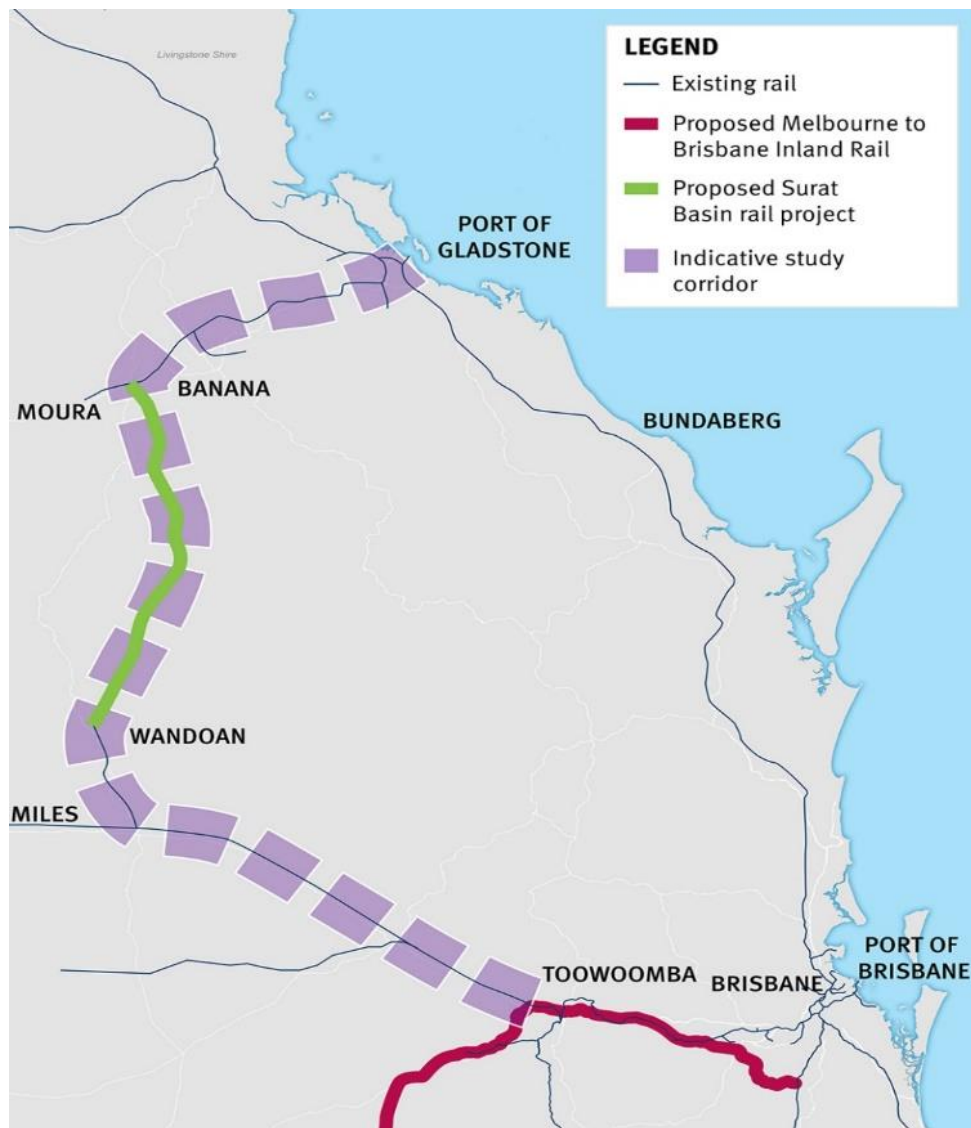 Livingstone Shire
LEGEND
Existing rail
Proposed Melbourne to
Brisbane Inland Rail
Proposed Surat
Basin rail project
Indicative study
corridor
PORT OF
GLADSTONE
BANANA
MOURA
BUNDABERG
WANDOAN
MILES
TOOWOOMBA
BRISBANE
PORT OF
BRISBANE